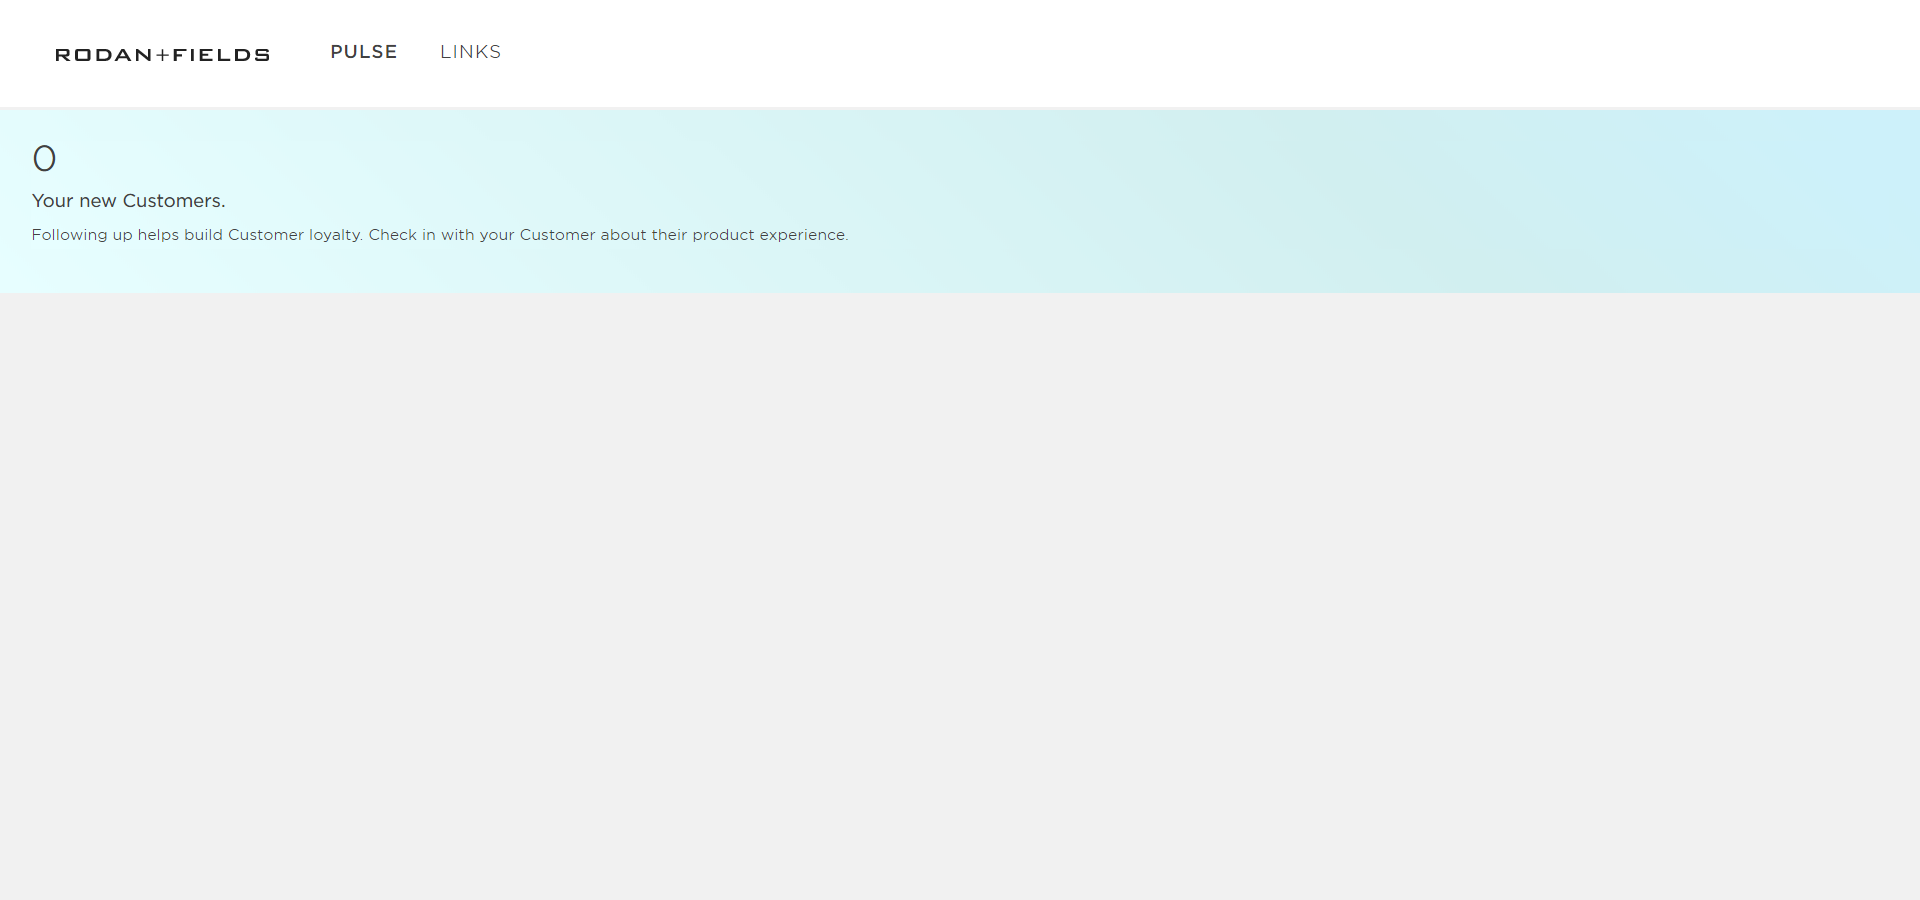 RODAN+FIELDS PULSE LINKS
0
Your new Customers.
Following up helps build Customer loyalty. Check in with your Customer about their product experience.